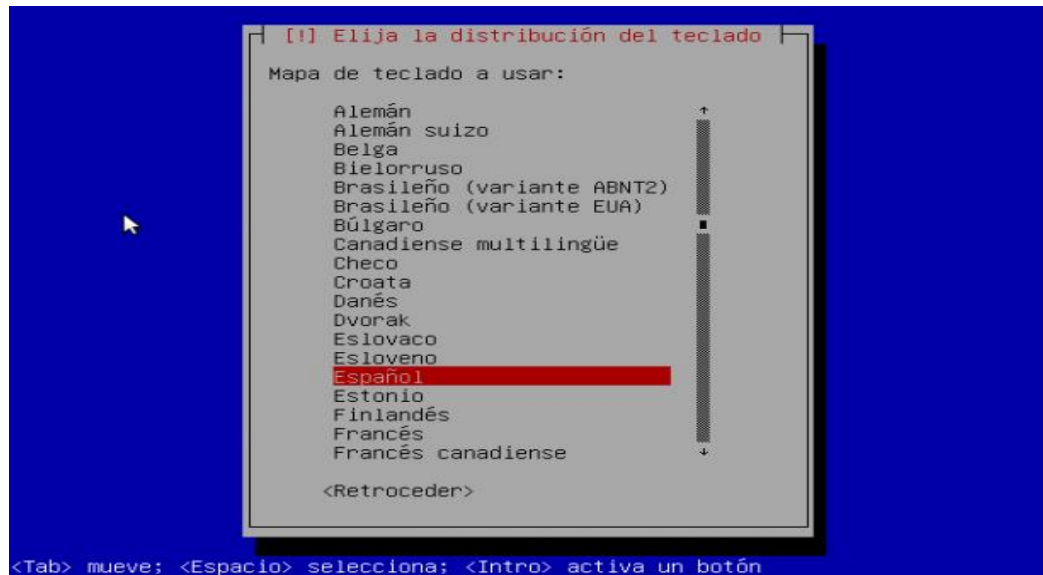 [!] Elija la distribución del teclado
Mapa de teclado a usar:
Alemán
Alemán suizo
Belga
Bielorruso
Brasileño (variante ABNT2)
Brasileño (variante EUA)
Búlgaro
Canadiense multilingüe
Checo
Croata
Danés
Dvorak
Eslovaco
Esloveno
Español
Estonio
Finlandés
Francés
Francés canadiense
<Retroceder>
<Tab> mueve; <Espacio> selecciona; <Intro> activa un botón